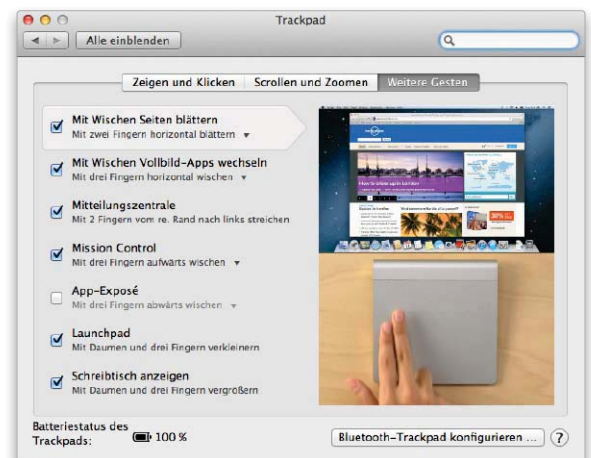 Trackpad
Alle einblenden
Zeigen und Klicken Scrollen und Zoomen Weitere Gesten
Mit Wischen Seiten blättern
Mit zwei Fingern horizontal blättern
Mit Wischen Vollbild-Apps wechseln
Mit drei Fingern horizontal wischen
Mitteilungszentrale
Mit 2 Fingern vom re. Rand nach links streichen
Mission Control
Mit drei Fingern aufwärts wischen
App-Exposé
Mit drei Fingern abwärts wischen
Launchpad
Mit Daumen und drei Fingern verkleinern
Schreibtisch anzeigen
Mit Daumen und drei Fingern vergrößern
30%
Batteriestatus des
Trackpads: 100 %
Bluetooth-Trackpad konfigurieren ... ?